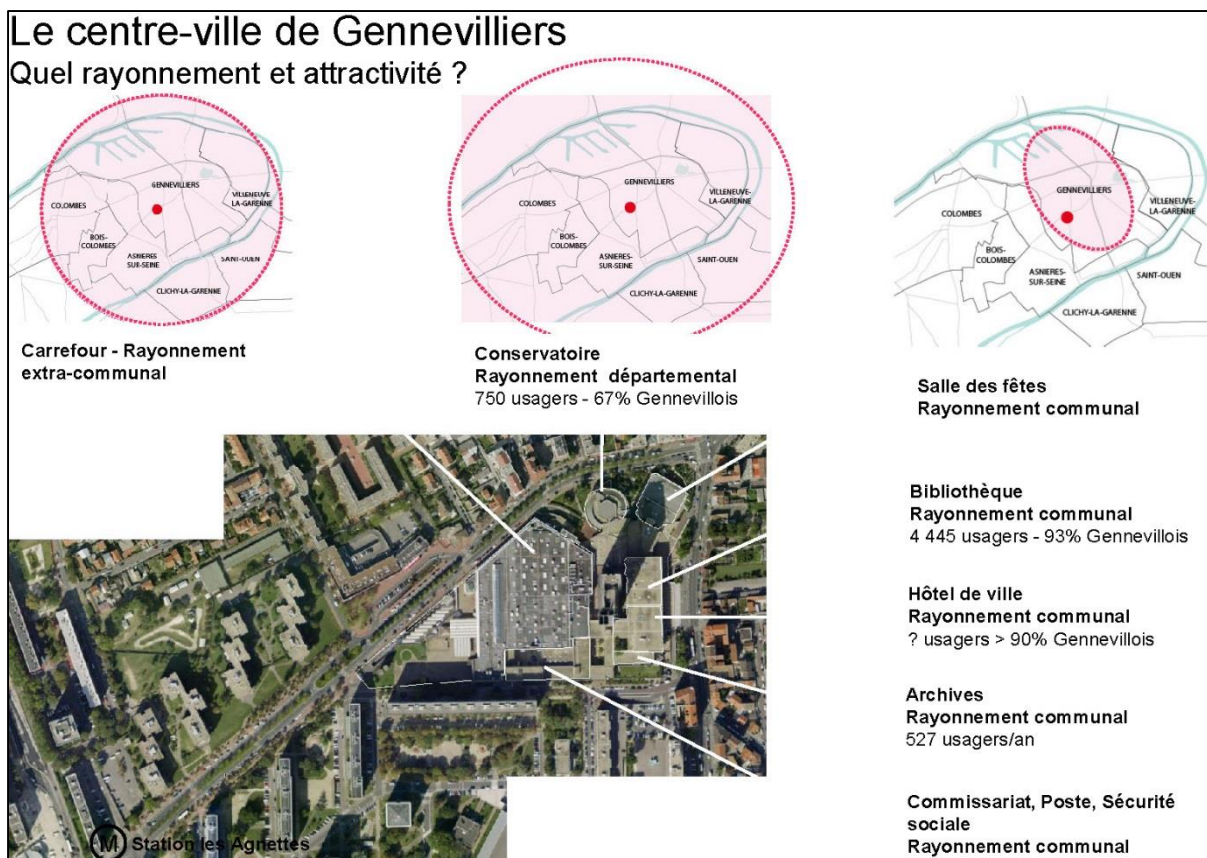 Le centre-ville de Gennevilliers
Quel rayonnement et attractivité ?
GENNEVILLIERS
COLOMBES
VILLENEUVE
LA-GARENNE
BOIS-
COLOMBES
ASNIERES
SUR-SEINE
SAINT-OUEN
CLICHY-LA-GARENNE
GENNEVILLIERS
COLOMBES
VILLENEUVE-
LA-GARENNE
BOIS-
COLOMBES
ASNIERES-
SUR-SEINE
SAINT-OUEN
CLICHY-LA-GARENNE
GENNEVILLIERS
COLOMBES
VILLENEUVE-
LA-GARENNE
BOIS-
COLOMBES
ASNIERES-
SUR-SEINE
SAINT-OUEN
CLICHY-LA-GARENNE
Carrefour - Rayonnement
extra-communal
Conservatoire
Rayonnement départemental
750 usagers - 67% Gennevillois
Salle des fêtes
Rayonnement communal
Bibliothèque
Rayonnement communal
4 445 usagers - 93% Gennevillois
Hôtel de ville
Rayonnement communal
? usagers > 90% Gennevillois
Archives
Rayonnement communal
527 usagers/an
Commissariat, Poste, Sécurité
sociale
Rayonnement communal
M Station les Agnettes